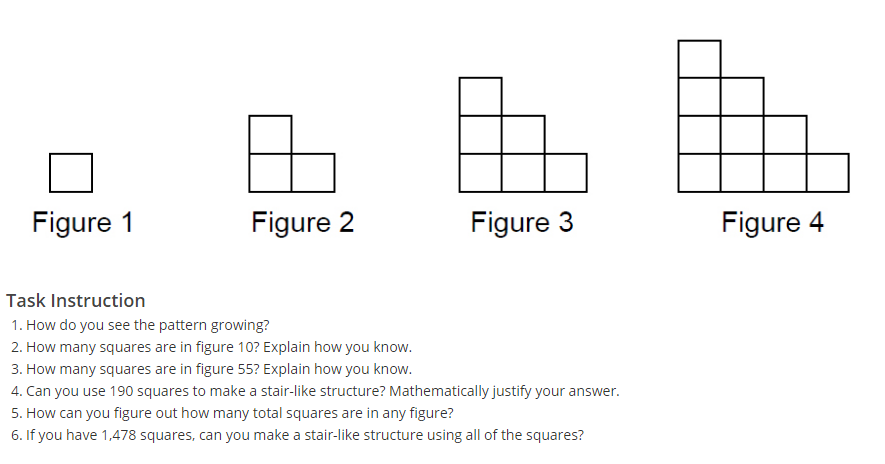 Figure 1 Figure 2 Figure 3 Figure 4
Task Instruction
1. How do you see the pattern growing?
2. How many squares are in figure 10? Explain how you know.
3. How many squares are in figure 55? Explain how you know.
4. Can you use 190 squares to make a stair-like structure? Mathematically justify your answer.
5. How can you figure out how many total squares are in any figure?
6. If you have 1,478 squares, can you make a stair-like structure using all of the squares?